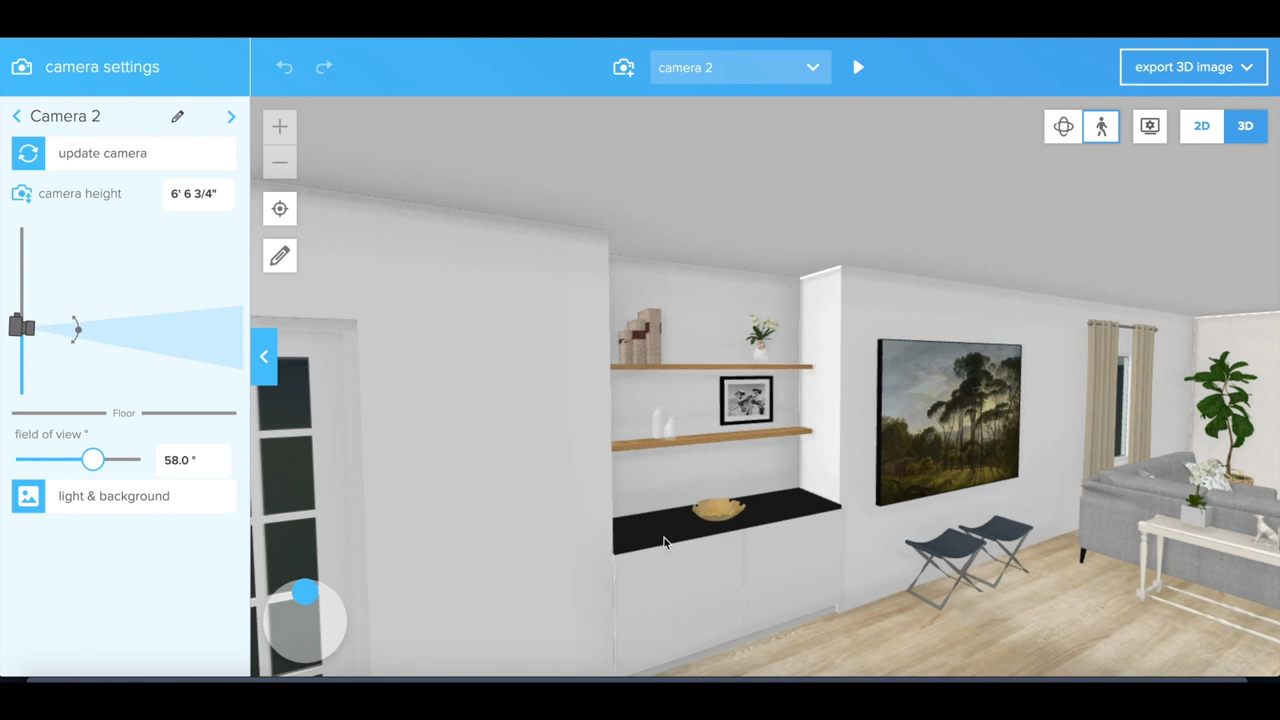 camera settings
camera 2
export 3D image
Camera 2
2D
3D
update camera
camera height
6' 6 3/4"
Floor
field of view °
58.0 °
light & background